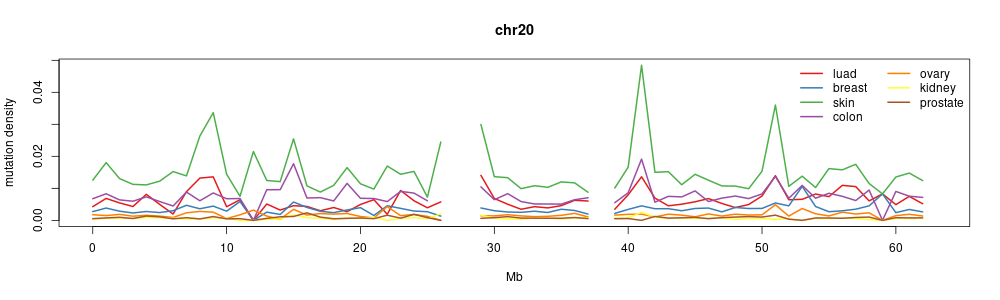 chr20
mutation density
0.04
0.02
0.00
luad
breast
skin
colon
ovary
kidney
prostate
0 10 20 30 40 50 60
Mb